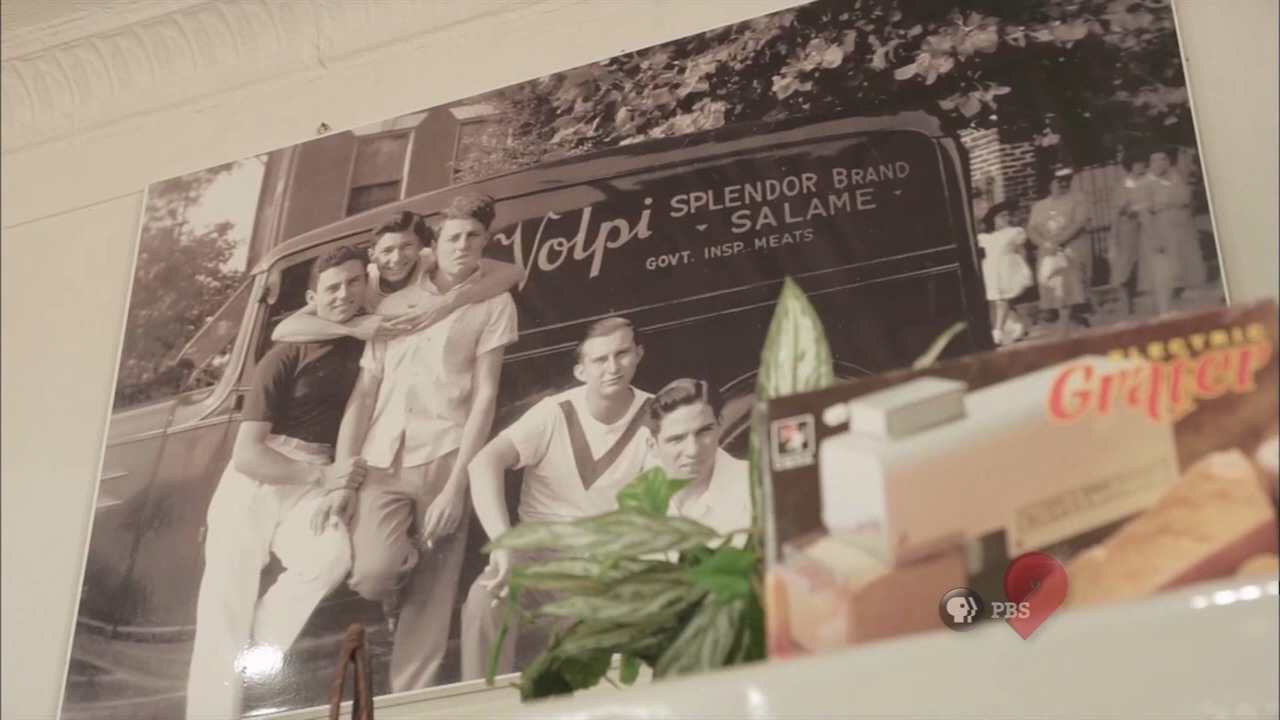 Volpi SPLENDOR BRAND
SALAME
GOVT. INSP. MEATS
ELECTRIC
Grater
PBS